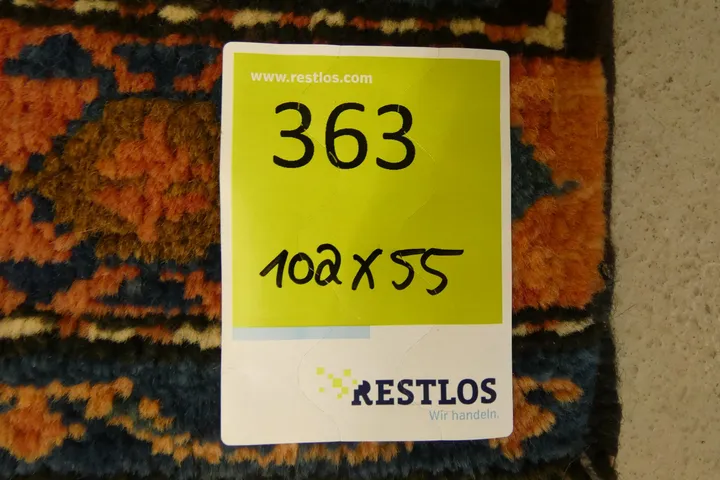 www.restlos.com
363
102 x 55
RESTLOS
Wir handeln.